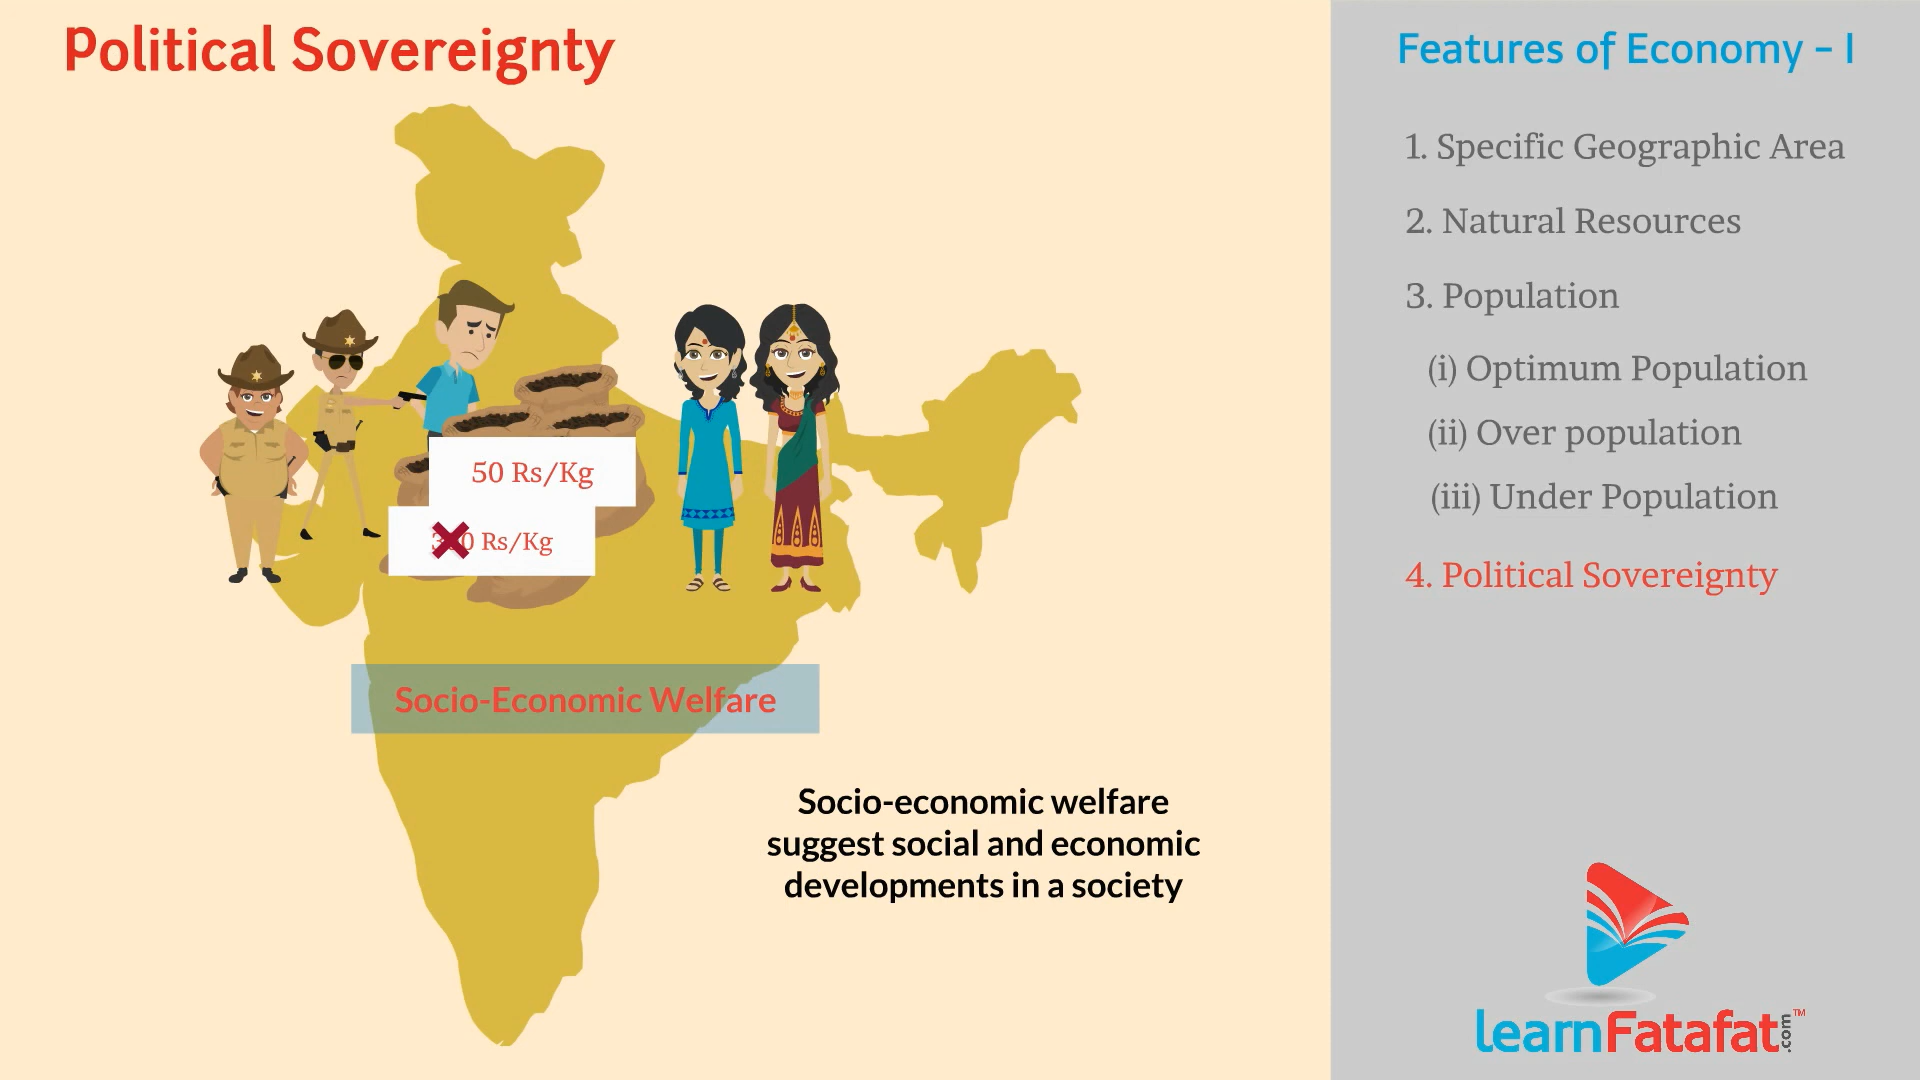 Political Sovereignty
50 Rs/Kg
Rs/Kg
Socio-Economic Welfare
Socio-economic welfare
suggest social and economic
developments in a society
Features of Economy - I
1. Specific Geographic Area
2. Natural Resources
3. Population
(i) Optimum Population
(ii) Over population
(iii) Under Population
4. Political Sovereignty
learnFatafat.com™